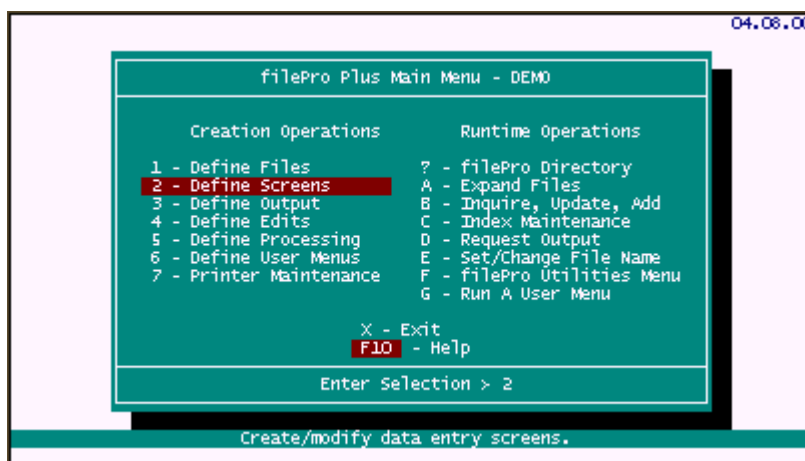 04.08.00
filePro Plus Main Menu - DEMO
Creation Operations Runtime Operations
1 - Define Files ? - filePro Directory
2 - Define Screens A - Expand Files
3 - Define Output B - Inquire, Update, Add
4 - Define Edits C - Index Maintenance
5 - Define Processing D - Request Output
6 - Define User Menus E - Set/Change File Name
7 - Printer Maintenance F - filePro Utilities Menu
G - Run A User Menu
X - Exit
F10 - Help
Enter Selection > 2
Create/modify data entry screens.